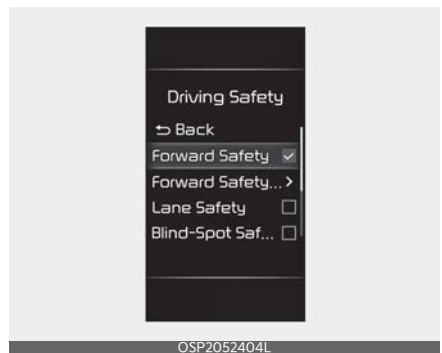 Driving Safety
Back
Forward Safety
Forward Safety...
Lane Safety
Blind-Spot Saf...
OSP2052404L